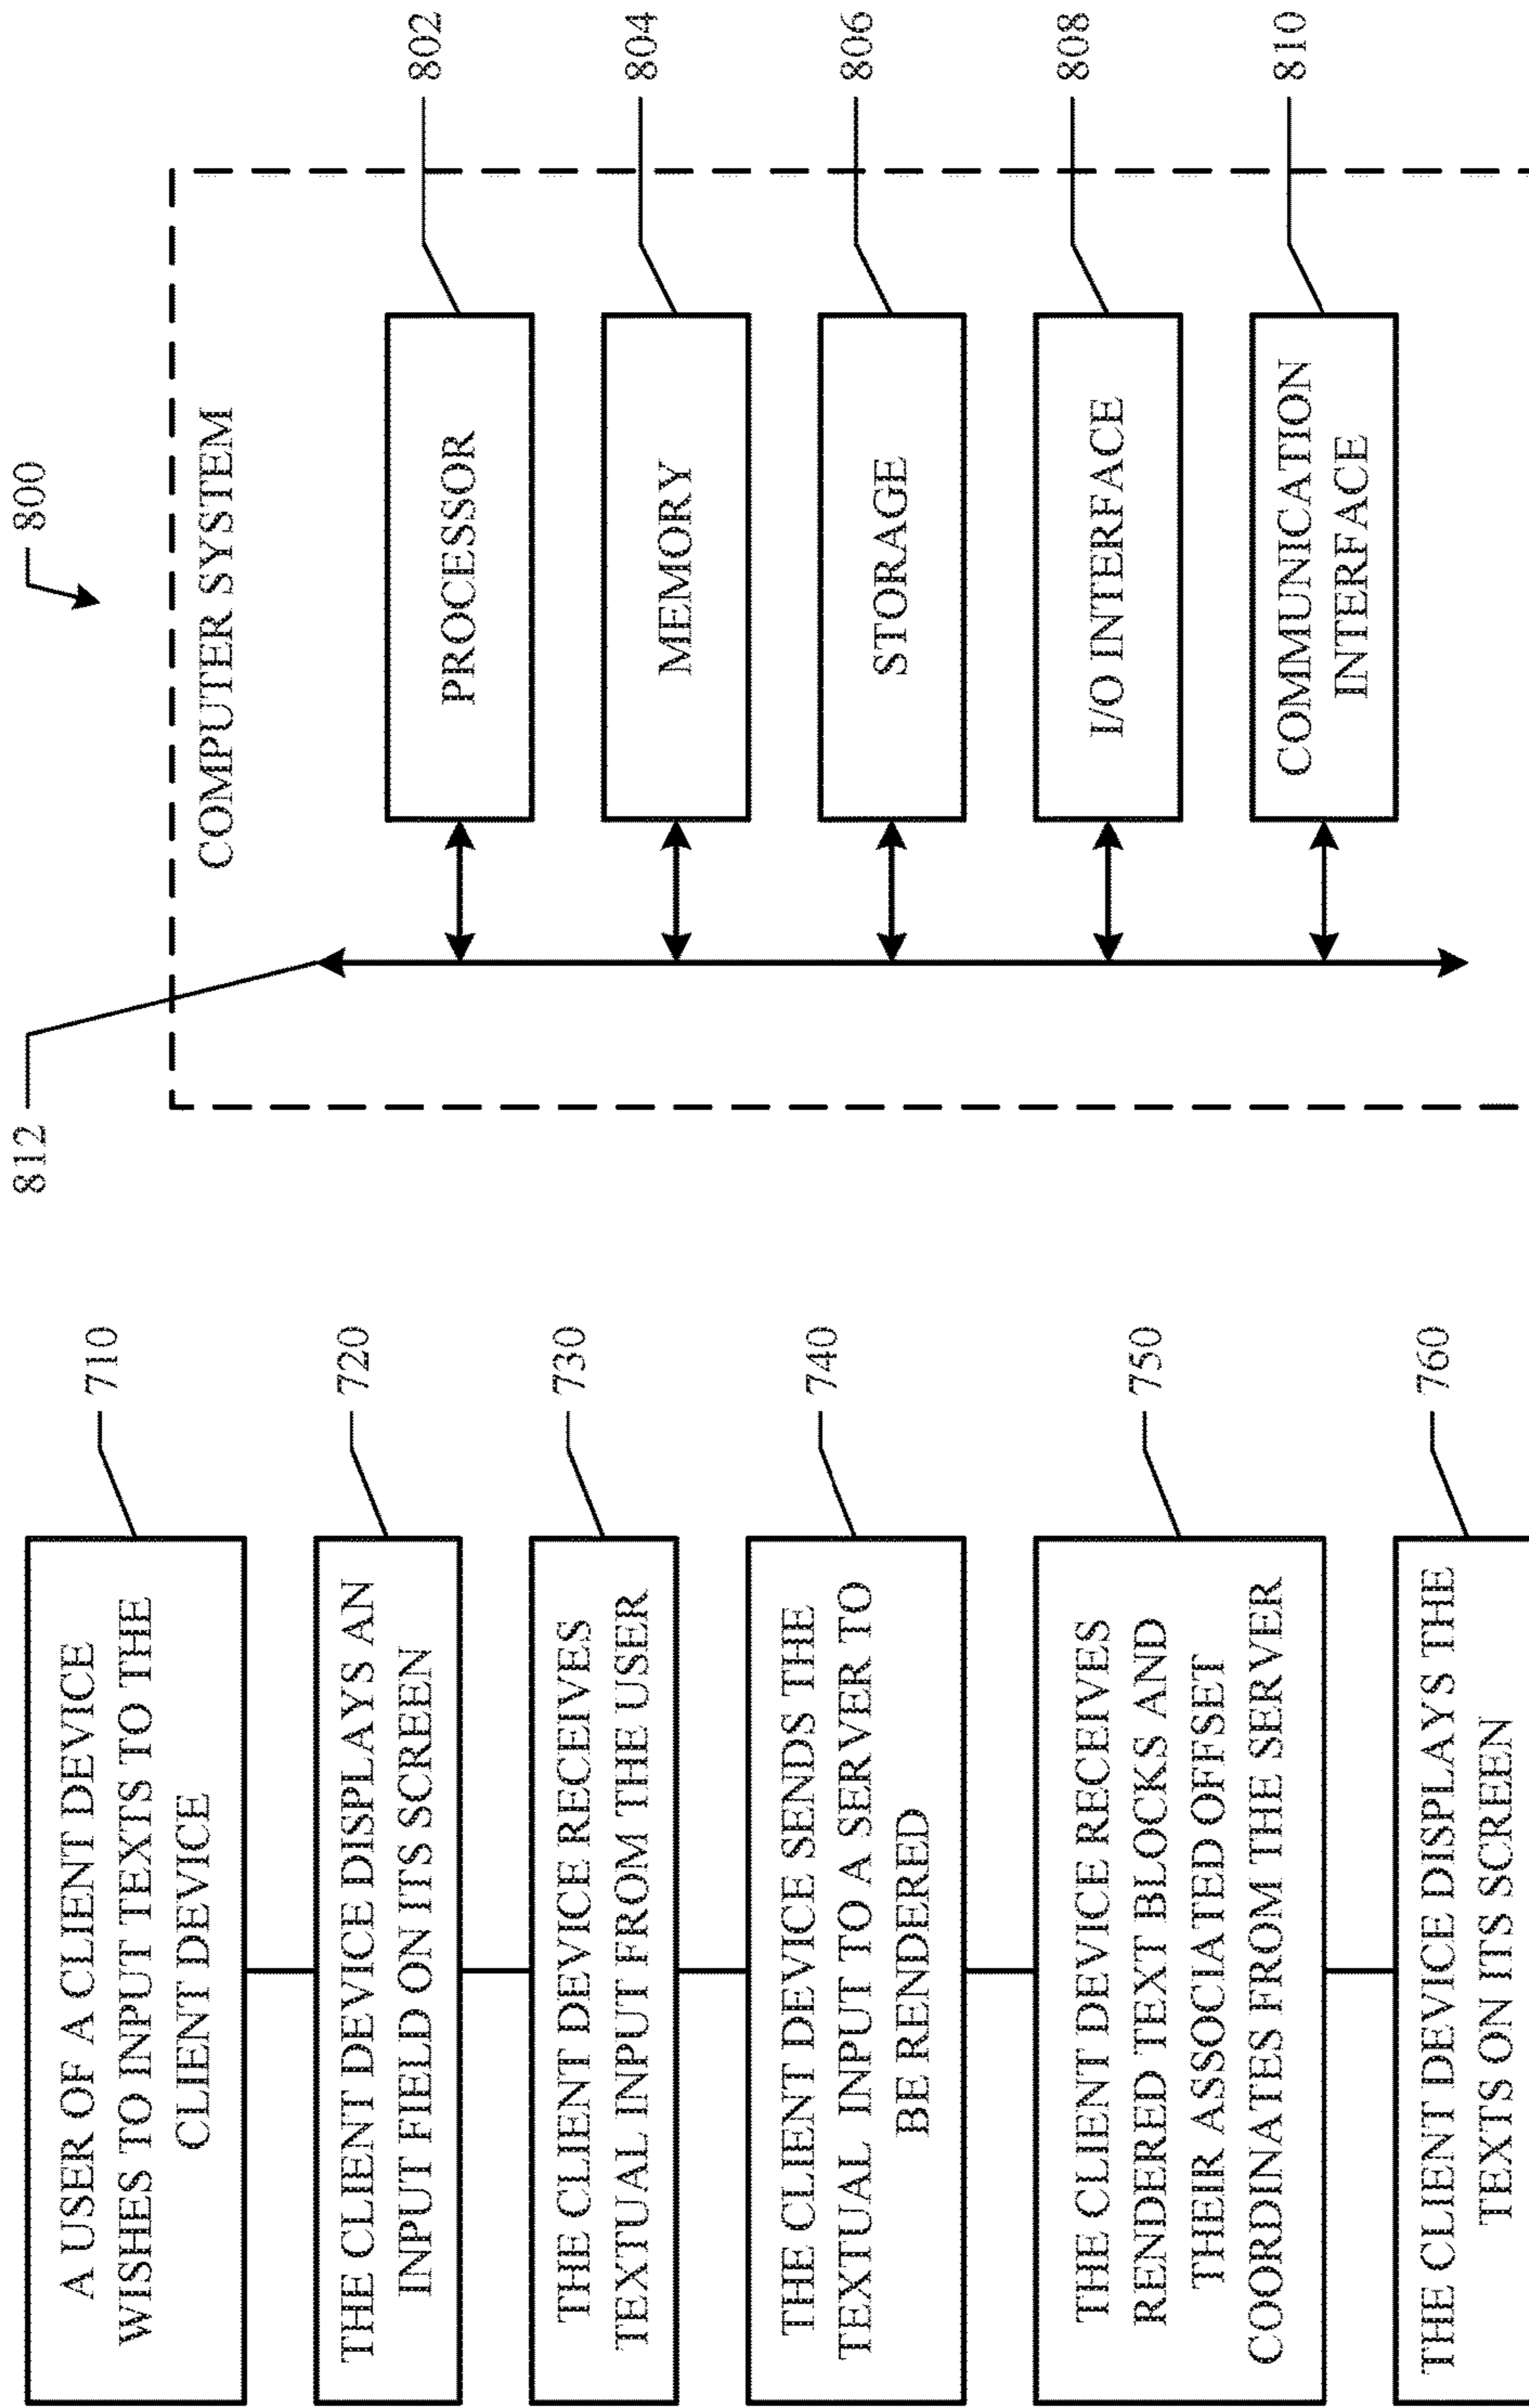 710
A USER OF A CLIENT DEVICE
WISHES TO INPUT TEXTS TO THE
CLIENT DEVICE
720
THE CLIENT DEVICE DISPLAYS AN
INPUT FIELD ON ITS SCREEN
730
THE CLIENT DEVICE RECEIVES
TEXTUAL INPUT FROM THE USER
740
THE CLIENT DEVICE SENDS THE
TEXTUAL INPUT TO A SERVER TO
BE RENDERED
750
THE CLIENT DEVICE RECEIVES
RENDERED TEXT BLOCKS AND
THEIR ASSOCIATED OFFSET
COORDINATES FROM THE SERVER
760
THE CLIENT DEVICE DISPLAYS THE
TEXTS ON ITS SCREEN
812
800
COMPUTER SYSTEM
802
PROCESSOR
804
MEMORY
806
STORAGE
808
I/O INTERFACE
810
COMMUNICATION
INTERFACE